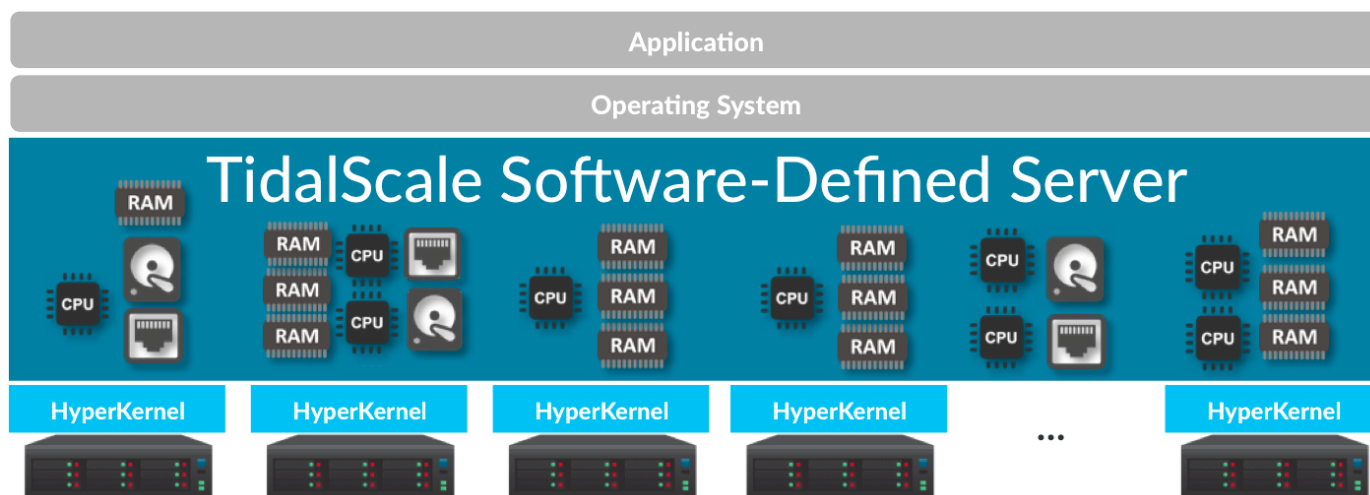 Application
Operating System
TidalScale Software-Defined Server
RAM
CPU
RAM
RAM
RAM
CPU
CPU
CPU
RAM
RAM
RAM
CPU
RAM
RAM
RAM
CPU
CPU
CPU
CPU
RAM
RAM
RAM
HyperKernel HyperKernel HyperKernel HyperKernel ... HyperKernel